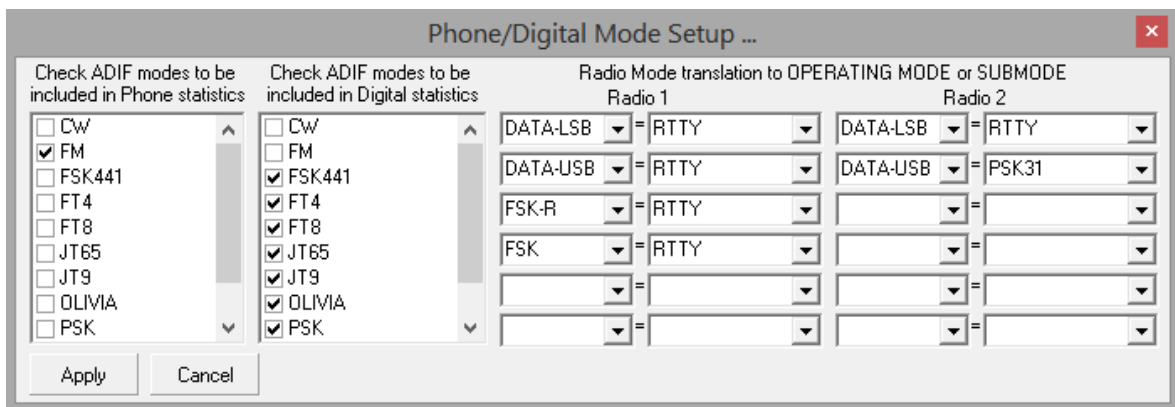 Phone/Digital Mode Setup ...
Check ADIF modes to be
included in Phone statistics
CW
FM
FSK441
FT4
FT8
JT65
JT9
OLIVIA
PSK
Check ADIF modes to be
included in Digital statistics
CW
FM
FSK441
FT4
FT8
JT65
JT9
OLIVIA
PSK
Radio Mode translation to OPERATING MODE or SUBMODE
Radio 1
DATA-LSB = RTTY
DATA-USB = RTTY
FSK-R = RTTY
FSK = RTTY
=
=
Radio 2
DATA-LSB = RTTY
DATA-USB = PSK31
=
=
=
=
Apply
Cancel